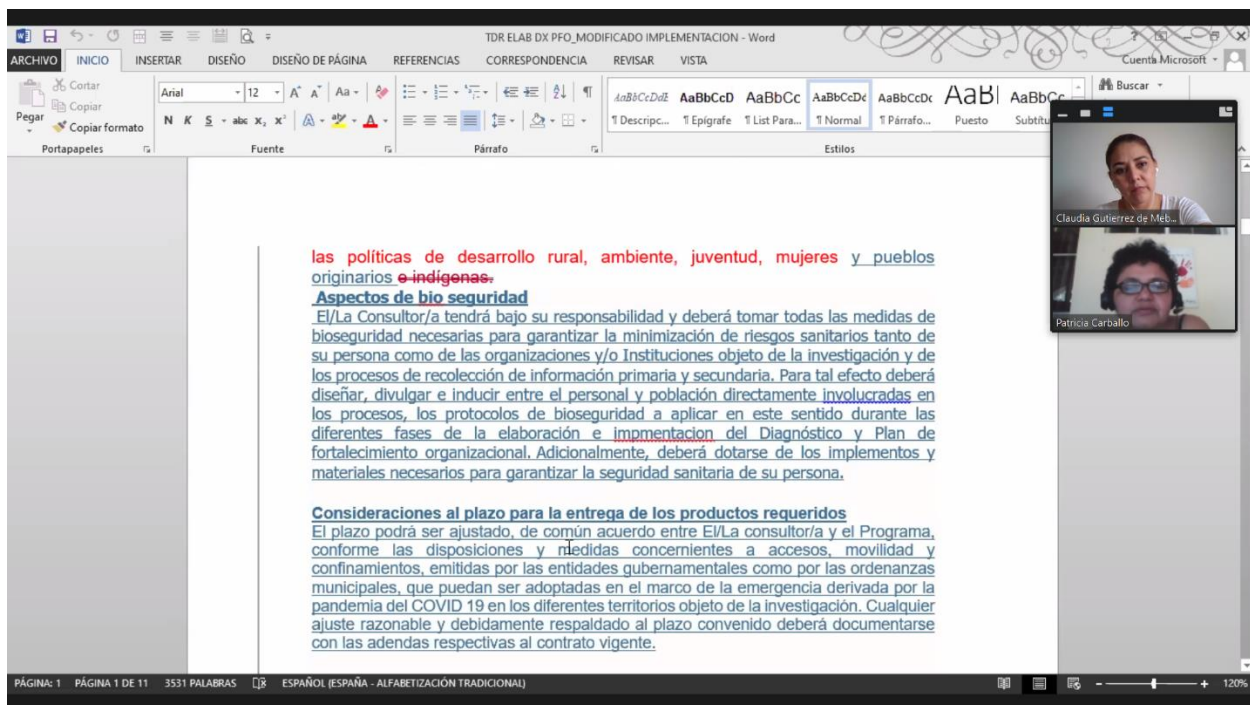 TDR ELAB DX PFO_MODIFICADO IMPLEMENTACION - Word
ARCHIVO INICIO INSERTAR DISEÑO DISEÑO DE PÁGINA REFERENCIAS CORRESPONDENCIA REVISAR VISTA Cuenta Microsoft
Cortar
Copiar
Pegar
Copiar formato
Portapapeles
Arial 12
N K S abc X₂ X²
Fuente
Párrafo
AaBbCcDdE AaBbCcD AaBbCc AaBbCcDc AaBbCcDc AaBl AaBbCc
¶ Descripc... ¶ Epígrafe ¶ List Para... ¶ Normal ¶ Párrafo... Puesto Subtítu
Estilos
Buscar
Claudia Gutierrez de Meb...
Patricia Carballo
las políticas de desarrollo rural, ambiente, juventud, mujeres y pueblos
originarios e indígenas.
Aspectos de bio seguridad
El/La Consultor/a tendrá bajo su responsabilidad y deberá tomar todas las medidas de
bioseguridad necesarias para garantizar la minimización de riesgos sanitarios tanto de
su persona como de las organizaciones y/o Instituciones objeto de la investigación y de
los procesos de recolección de información primaria y secundaria. Para tal efecto deberá
diseñar, divulgar e inducir entre el personal y población directamente involucradas en
los procesos, los protocolos de bioseguridad a aplicar en este sentido durante las
diferentes fases de la elaboración e impmentacion del Diagnóstico y Plan de
fortalecimiento organizacional. Adicionalmente, deberá dotarse de los implementos y
materiales necesarios para garantizar la seguridad sanitaria de su persona.
Consideraciones al plazo para la entrega de los productos requeridos
El plazo podrá ser ajustado, de común acuerdo entre El/La consultor/a y el Programa,
conforme las disposiciones y medidas concernientes a accesos, movilidad y
confinamientos, emitidas por las entidades gubernamentales como por las ordenanzas
municipales, que puedan ser adoptadas en el marco de la emergencia derivada por la
pandemia del COVID 19 en los diferentes territorios objeto de la investigación. Cualquier
ajuste razonable y debidamente respaldado al plazo convenido deberá documentarse
con las adendas respectivas al contrato vigente.
PÁGINA: 1 PÁGINA 1 DE 11 3531 PALABRAS ESPAÑOL (ESPAÑA - ALFABETIZACIÓN TRADICIONAL) 120%